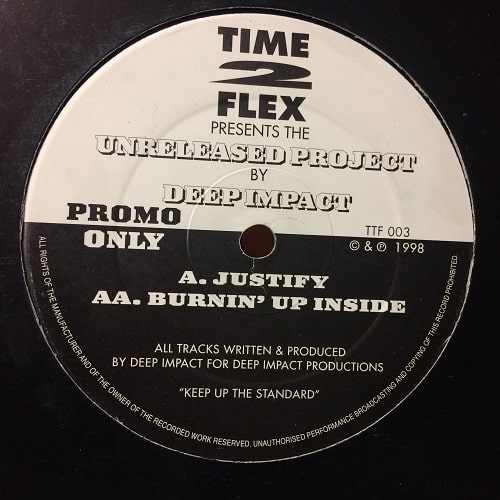 TIME
2
FLEX
PRESENTS THE
UNRELEASED PROJECT
BY
DEEP IMPACT
PROMO
ONLY
TTF 003
© & ℗ 1998
A. JUSTIFY
AA. BURNIN' UP INSIDE
ALL TRACKS WRITTEN & PRODUCED
BY DEEP IMPACT FOR DEEP IMPACT PRODUCTIONS
"KEEP UP THE STANDARD"
ALL RIGHTS OF THE MANUFACTURER AND OF THE OWNER OF THE RECORDED WORK RESERVED. UNAUTHORISED PERFORMANCE BROADCASTING AND COPYING OF THIS RECORD PROHIBITED.